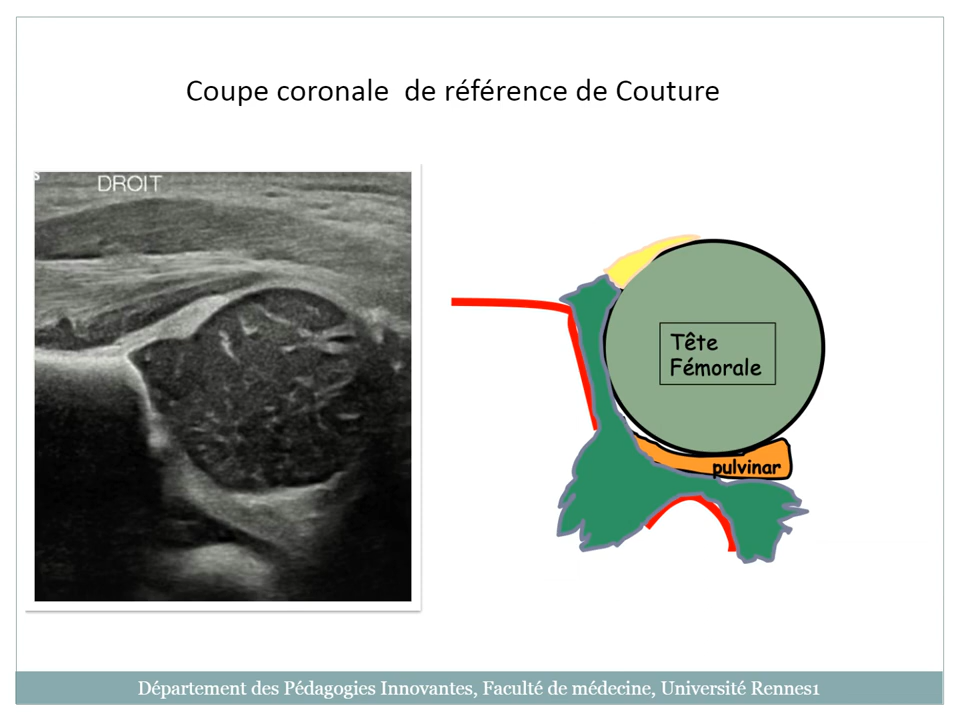 Coupe coronale de référence de Couture
DROIT
Tête
Fémorale
pulvinar
Département des Pédagogies Innovantes, Faculté de médecine, Université Rennes1